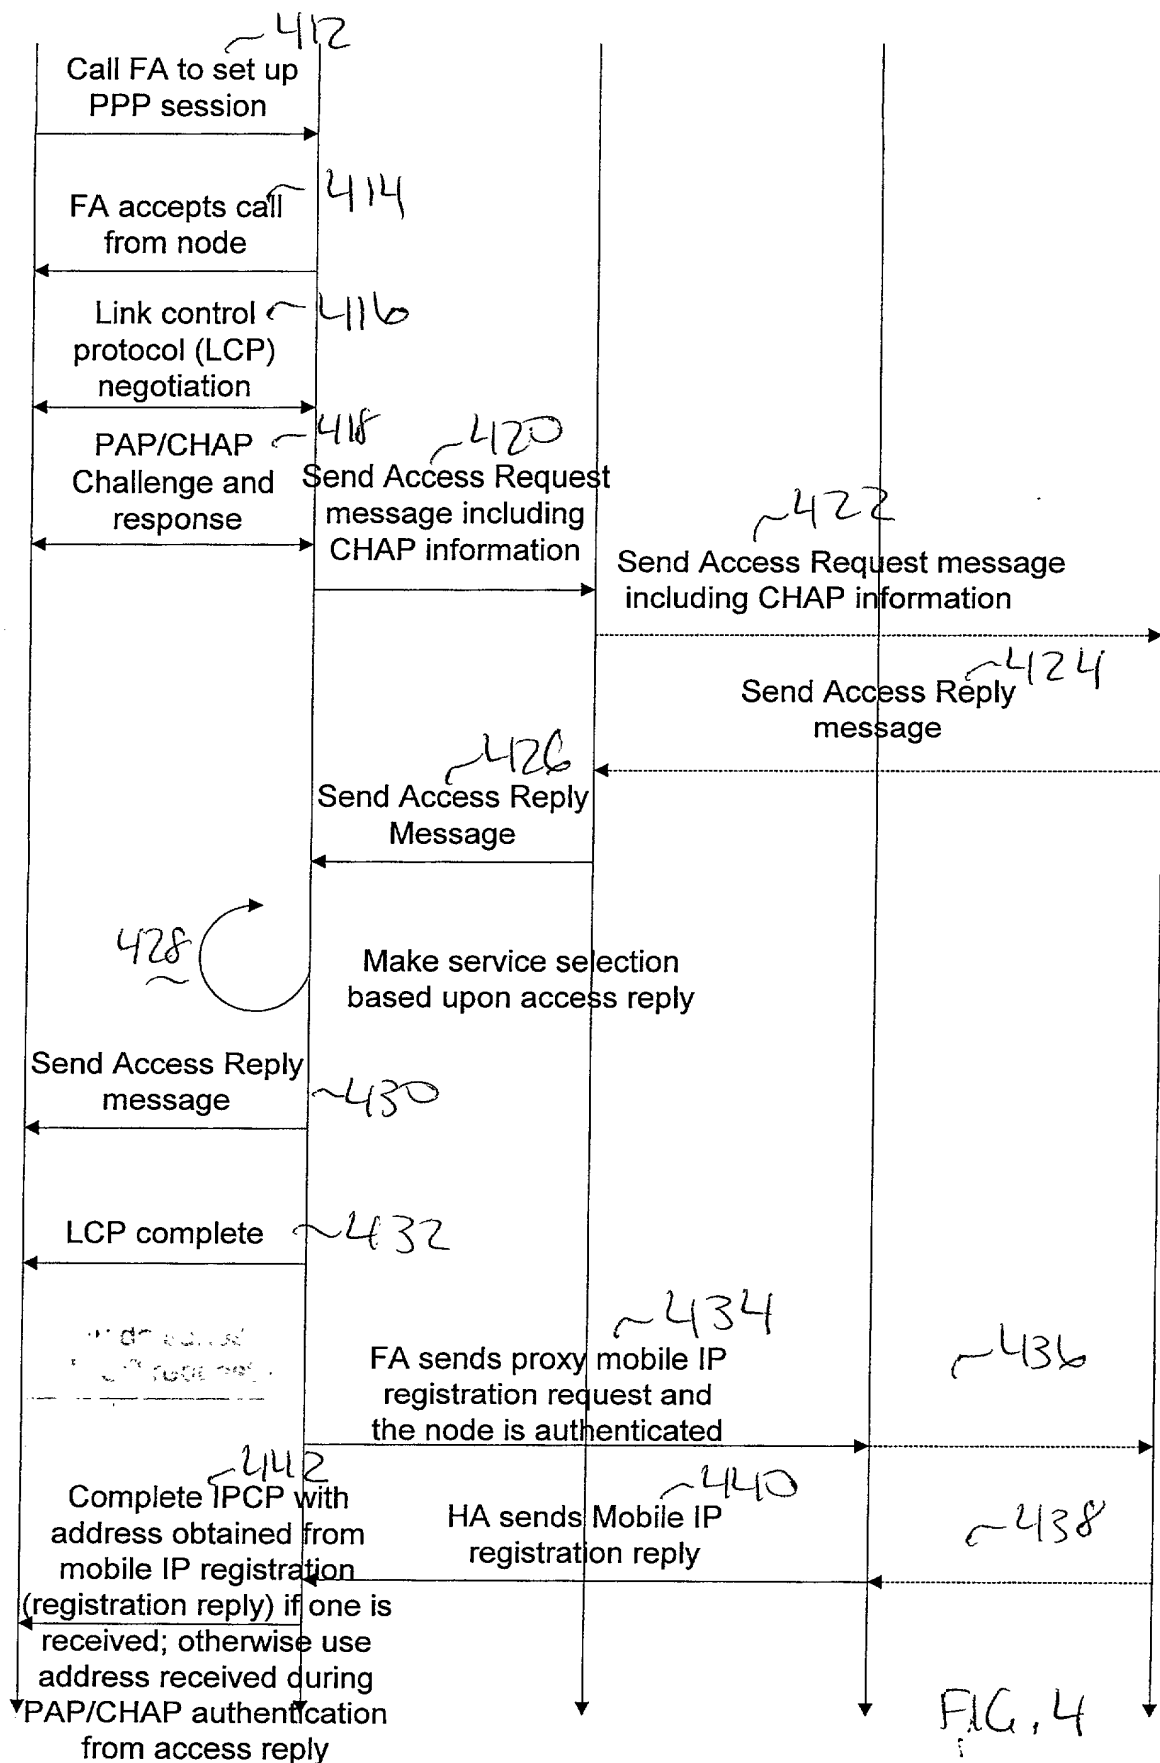 412
Call FA to set up
PPP session
414
FA accepts call
from node
Link control
416
protocol (LCP)
negotiation
PAP/CHAP
418
Challenge and
response
420
Send Access Request
message including
CHAP information
422
Send Access Request message
including CHAP information
424
Send Access Reply
message
426
Send Access Reply
Message
428
Make service selection
based upon access reply
Send Access Reply
message
430
LCP complete
432
434
FA sends proxy mobile IP
registration request and
the node is authenticated
436
442
Complete IPCP with
address obtained from
mobile IP registration
(registration reply) if one is
received; otherwise use
address received during
PAP/CHAP authentication
from access reply
440
HA sends Mobile IP
registration reply
438
FIG. 4